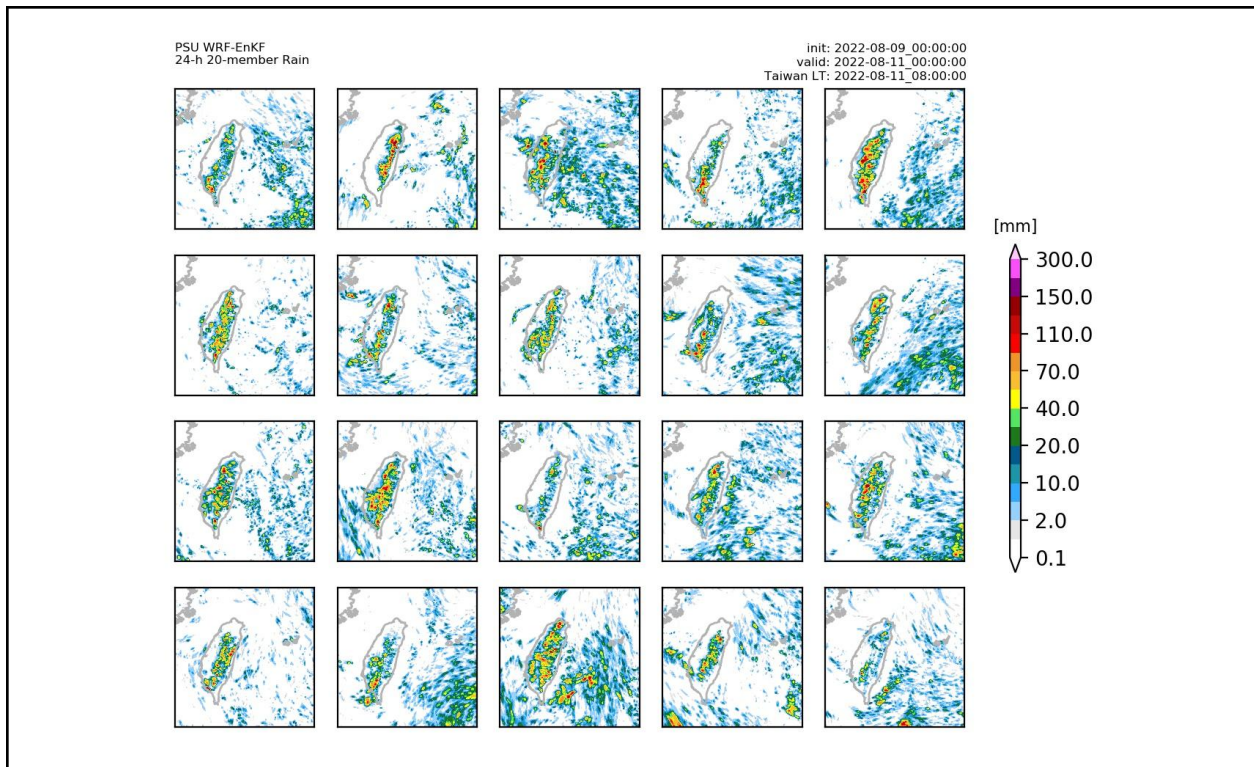 PSU WRF-EnKF
24-h 20-member Rain
init: 2022-08-09_00:00:00
valid: 2022-08-11_00:00:00
Taiwan LT: 2022-08-11_08:00:00
[mm]
300.0
150.0
110.0
70.0
40.0
20.0
10.0
2.0
0.1